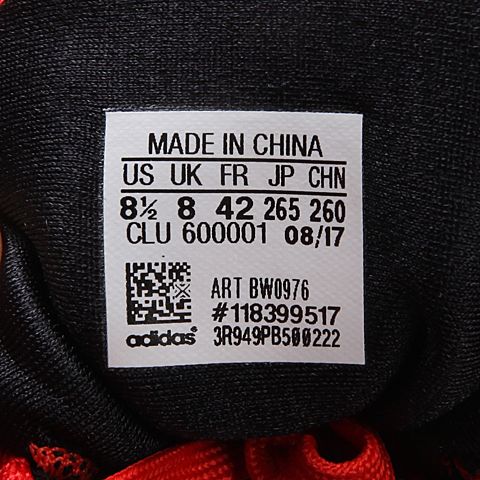 MADE IN CHINA
US UK FR JP CHN
8½ 8 42 265 260
CLU 600001 08/17
ART BW0976
#118399517
adidas® 3R949PB500222